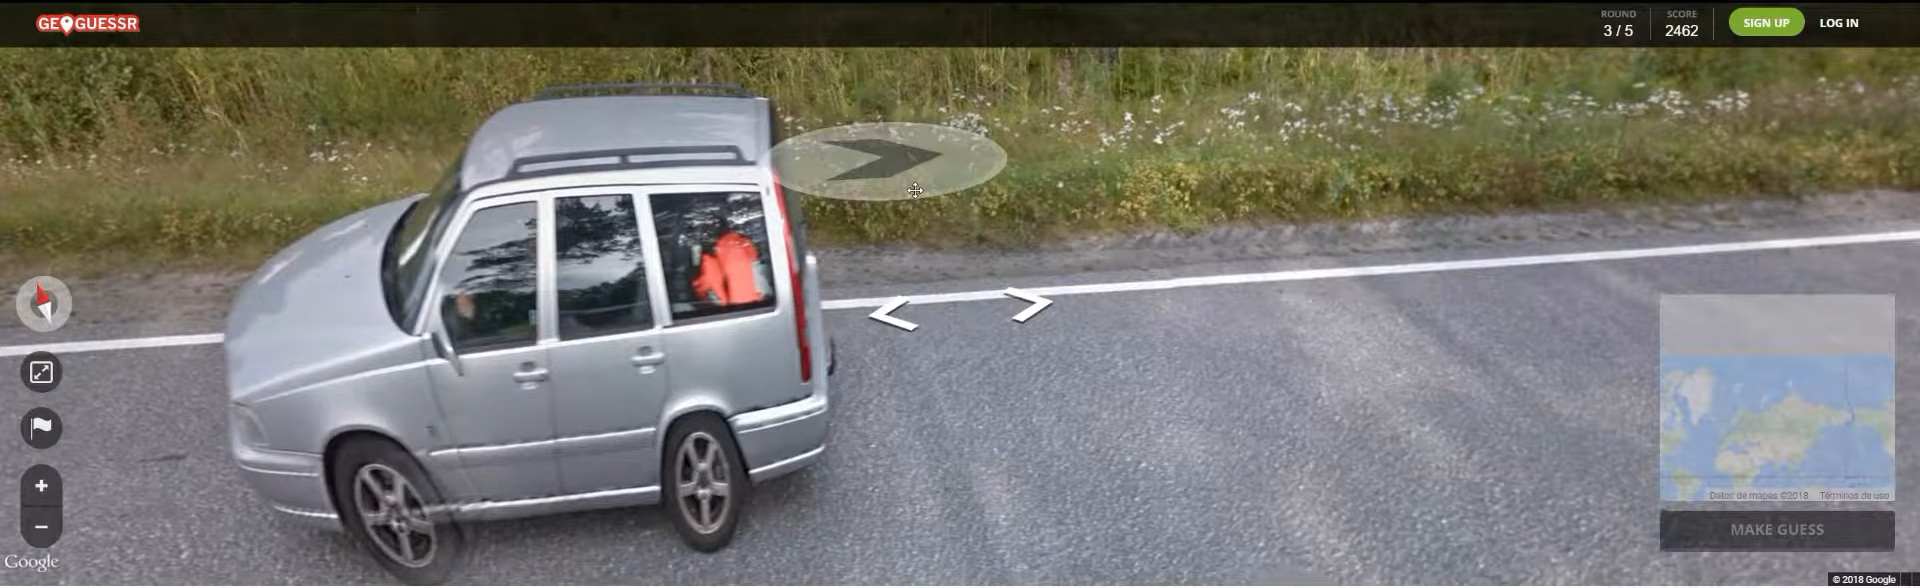 GEOGUESSR
ROUND
3 / 5
SCORE
2462
SIGN UP
LOG IN
Datos de mapas ©2018 Términos de uso
MAKE GUESS
Google
© 2018 Google